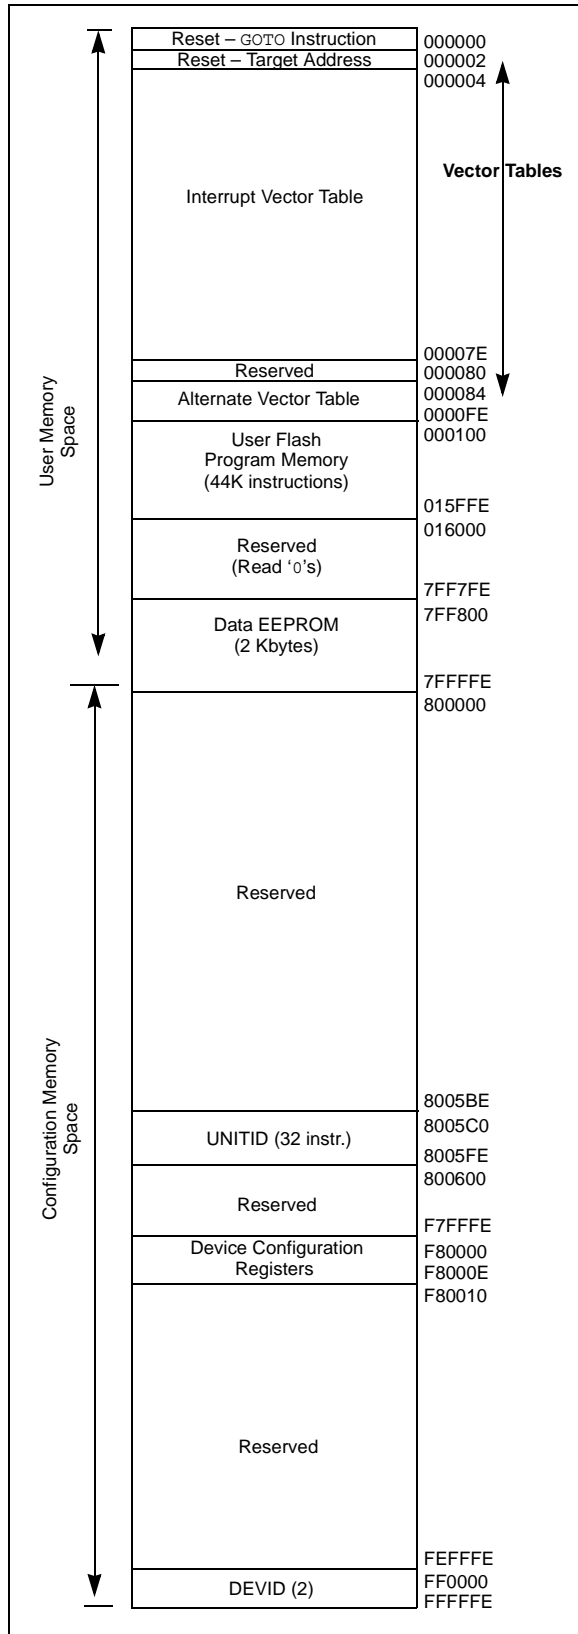 Reset – GOTO Instruction
000000
Reset – Target Address
000002
000004
Vector Tables
Interrupt Vector Table
00007E
Reserved
000080
Alternate Vector Table
000084
0000FE
User Flash
Program Memory
(44K instructions)
000100
015FFE
User Memory
Space
Reserved
(Read ‘0’s)
016000
7FF7FE
Data EEPROM
(2 Kbytes)
7FF800
7FFFFE
800000
Reserved
8005BE
UNITID (32 instr.)
8005C0
8005FE
Configuration Memory
Space
800600
Reserved
F7FFFE
Device Configuration
Registers
F80000
F8000E
F80010
Reserved
FEFFFE
DEVID (2)
FF0000
FFFFFE